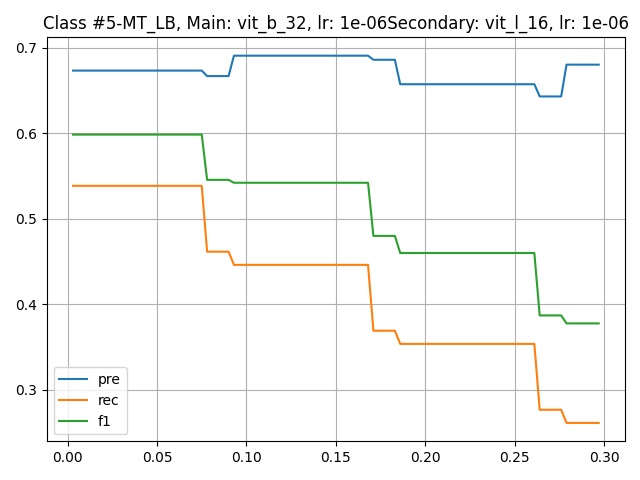 Class #5-MT_LB, Main: vit_b_32, lr: 1e-06Secondary: vit_l_16, lr: 1e-06
0.7
0.6
0.5
0.4
0.3
pre
rec
f1
0.00 0.05 0.10 0.15 0.20 0.25 0.30